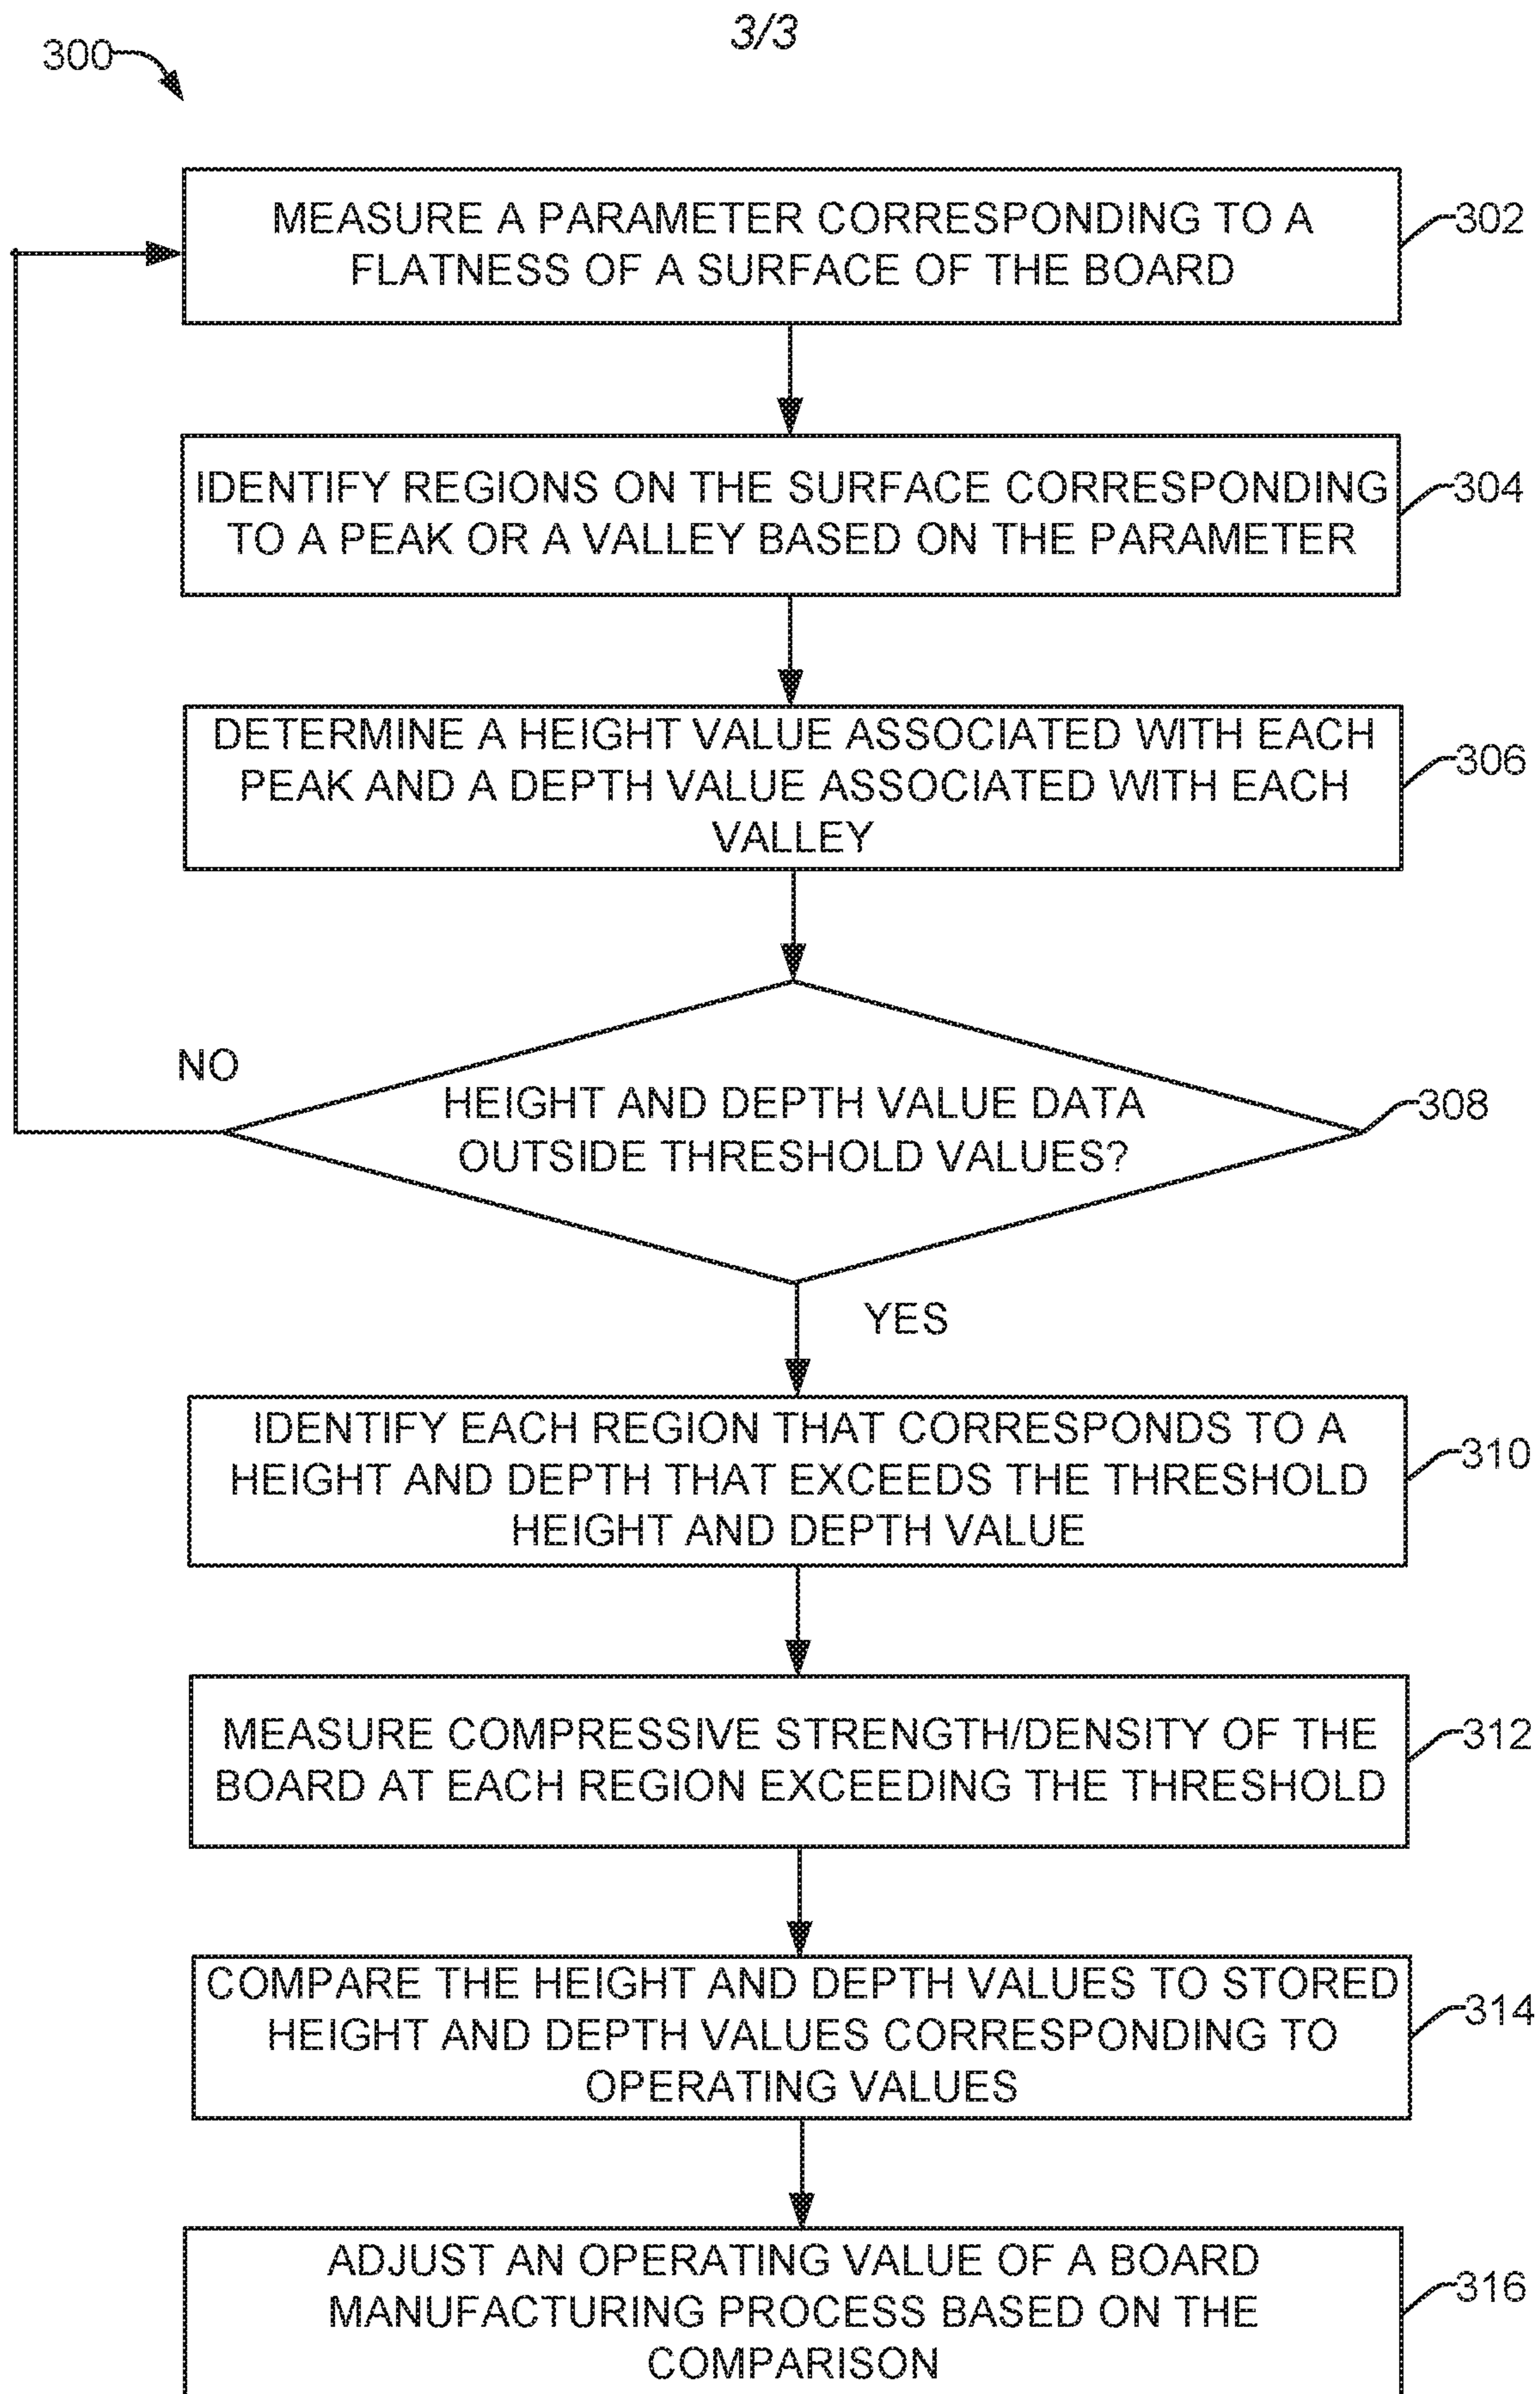 3/3
300
MEASURE A PARAMETER CORRESPONDING TO A
FLATNESS OF A SURFACE OF THE BOARD
302
IDENTIFY REGIONS ON THE SURFACE CORRESPONDING
TO A PEAK OR A VALLEY BASED ON THE PARAMETER
304
DETERMINE A HEIGHT VALUE ASSOCIATED WITH EACH
PEAK AND A DEPTH VALUE ASSOCIATED WITH EACH
VALLEY
306
NO
HEIGHT AND DEPTH VALUE DATA
OUTSIDE THRESHOLD VALUES?
308
YES
IDENTIFY EACH REGION THAT CORRESPONDS TO A
HEIGHT AND DEPTH THAT EXCEEDS THE THRESHOLD
HEIGHT AND DEPTH VALUE
310
MEASURE COMPRESSIVE STRENGTH/DENSITY OF THE
BOARD AT EACH REGION EXCEEDING THE THRESHOLD
312
COMPARE THE HEIGHT AND DEPTH VALUES TO STORED
HEIGHT AND DEPTH VALUES CORRESPONDING TO
OPERATING VALUES
314
ADJUST AN OPERATING VALUE OF A BOARD
MANUFACTURING PROCESS BASED ON THE
COMPARISON
316